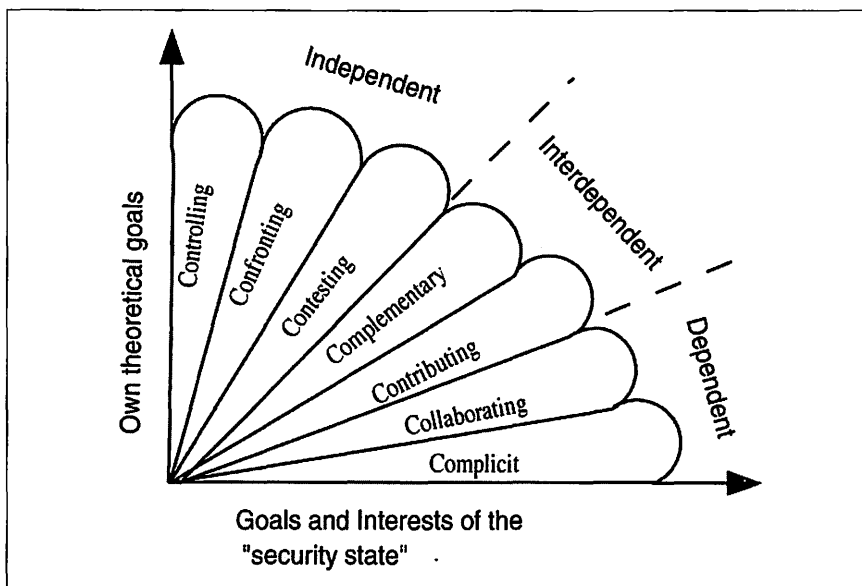 Independent
Interdependent
Dependent
Own theoretical goals
Controlling
Confronting
Contesting
Complementary
Contributing
Collaborating
Complicit
Goals and Interests of the
"security state"